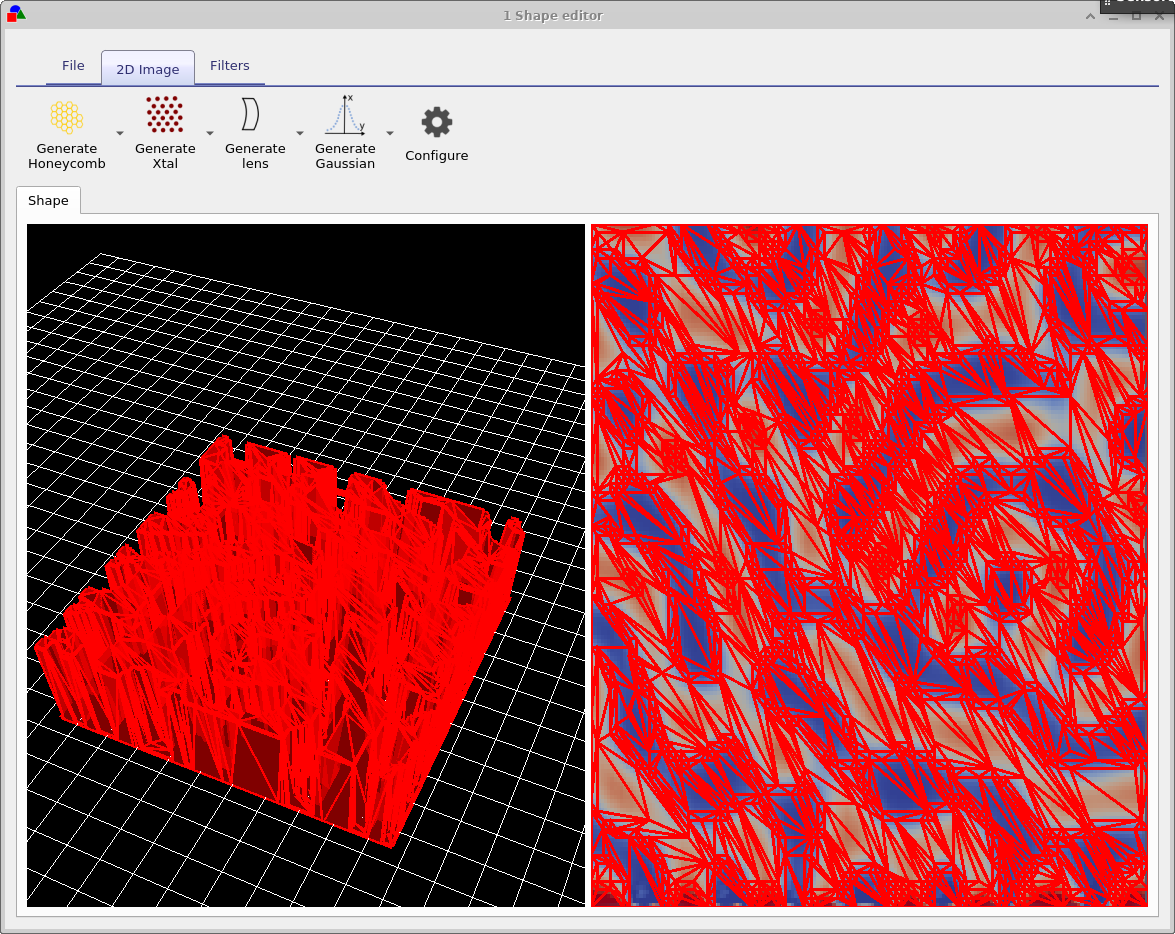 1 Shape editor
File
2D Image
Filters
x
y
Generate
Honeycomb
Generate
Xtal
Generate
lens
Generate
Gaussian
Configure
Shape